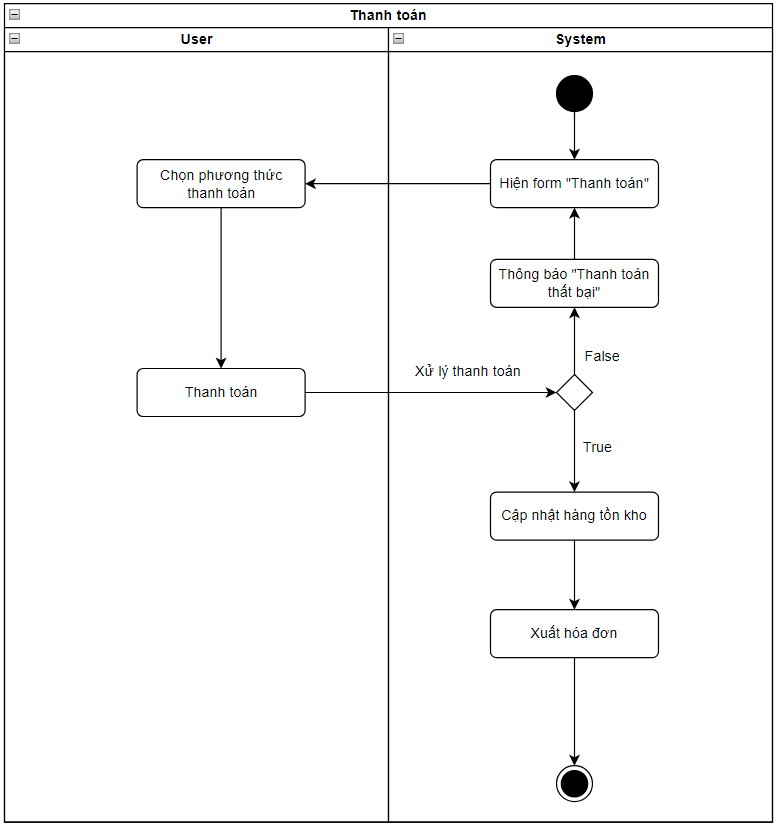 Thanh toán
User
System
Hiện form "Thanh toán"
Chọn phương thức
thanh toán
Thông báo "Thanh toán
thất bại"
False
Xử lý thanh toán
Thanh toán
True
Cập nhật hàng tồn kho
Xuất hóa đơn